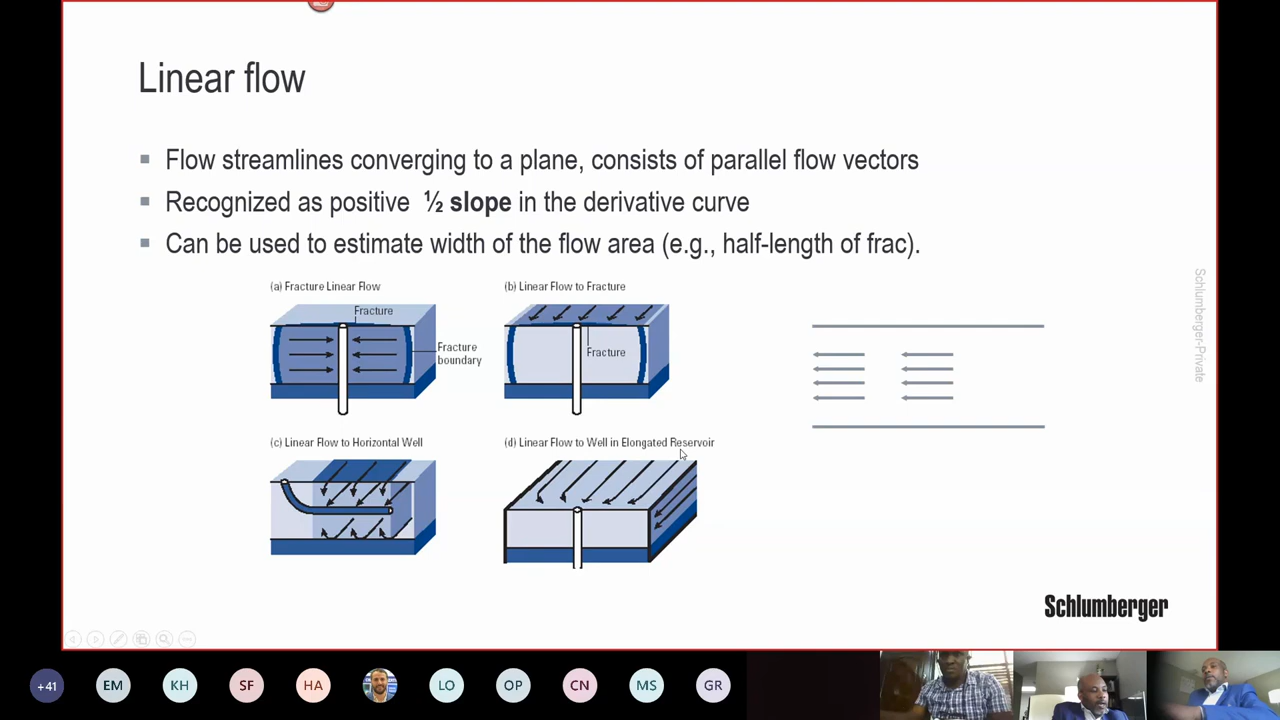 Linear flow
Flow streamlines converging to a plane, consists of parallel flow vectors
Recognized as positive ½ slope in the derivative curve
Can be used to estimate width of the flow area (e.g., half-length of frac).
(a) Fracture Linear Flow
Fracture
Fracture
boundary
(b) Linear Flow to Fracture
Fracture
(c) Linear Flow to Horizontal Well
(d) Linear Flow to Well in Elongated Reservoir
Schlumberger-Private
Schlumberger
+41
EM
KH
SF
HA
LO
OP
CN
MS
GR